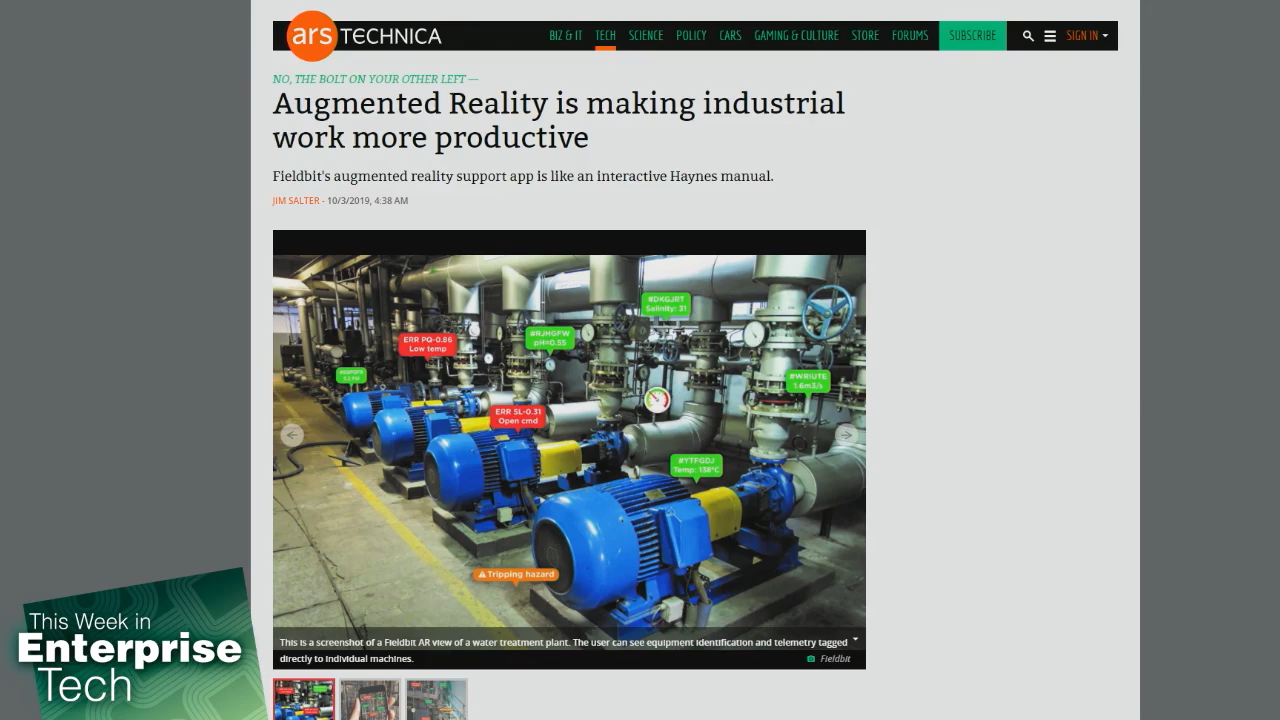 ars TECHNICA
BIZ & IT TECH SCIENCE POLICY CARS GAMING & CULTURE STORE FORUMS SUBSCRIBE SIGN IN
NO, THE BOLT ON YOUR OTHER LEFT —
Augmented Reality is making industrial
work more productive
Fieldbit's augmented reality support app is like an interactive Haynes manual.
JIM SALTER - 10/3/2019, 4:38 AM
#DKGJRT
Salinity: 31
ERR PQ-0.86
Low temp
#RJHGFW
pH=0.55
#WRIUTE
1.6m3/s
ERR SL-0.31
Open cmd
#YTFGDJ
Temp: 138°C
Tripping hazard
This is a screenshot of a Fieldbit AR view of a water treatment plant. The user can see equipment identification and telemetry tagged
directly to individual machines.
Fieldbit
This Week in
Enterprise
Tech